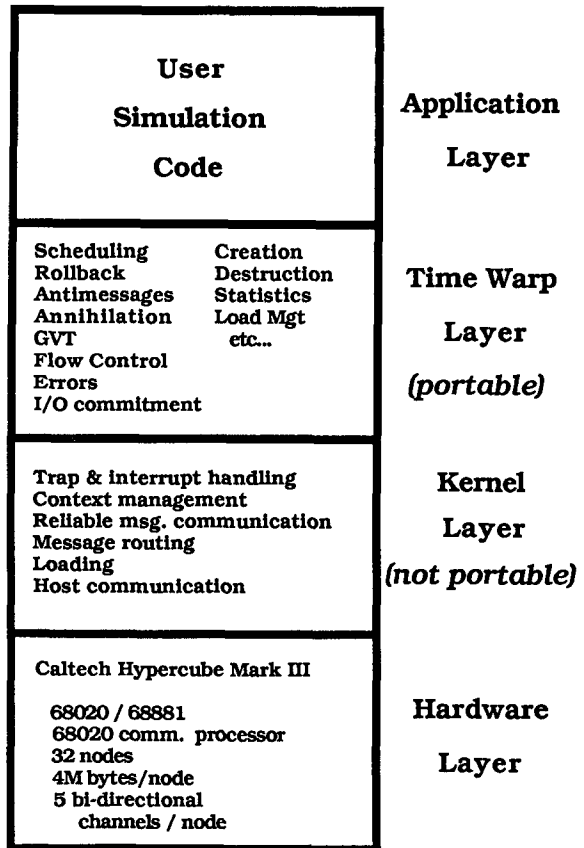 User
Simulation
Code
Application
Layer
Scheduling Creation
Rollback Destruction
Antimessages Statistics
Annihilation Load Mgt
GVT etc...
Flow Control
Errors
I/O commitment
Time Warp
Layer
(portable)
Trap & interrupt handling
Context management
Reliable msg. communication
Message routing
Loading
Host communication
Kernel
Layer
(not portable)
Caltech Hypercube Mark III
68020 / 68881
68020 comm. processor
32 nodes
4M bytes/node
5 bi-directional
channels / node
Hardware
Layer